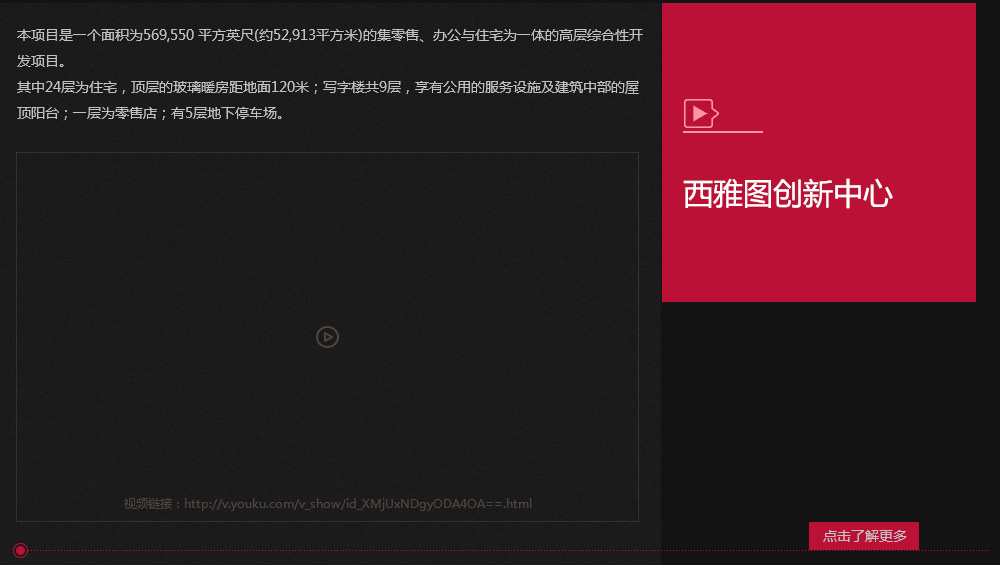 本项目是一个面积为569,550 平方英尺(约52,913平方米)的集零售、办公与住宅为一体的高层综合性开
发项目。
其中24层为住宅，顶层的玻璃暖房距地面120米；写字楼共9层，享有公用的服务设施及建筑中部的屋
顶阳台；一层为零售店；有5层地下停车场。
西雅图创新中心
视频链接：http://v.youku.com/v_show/id_XMjUxNDgyODA4OA==.html
点击了解更多